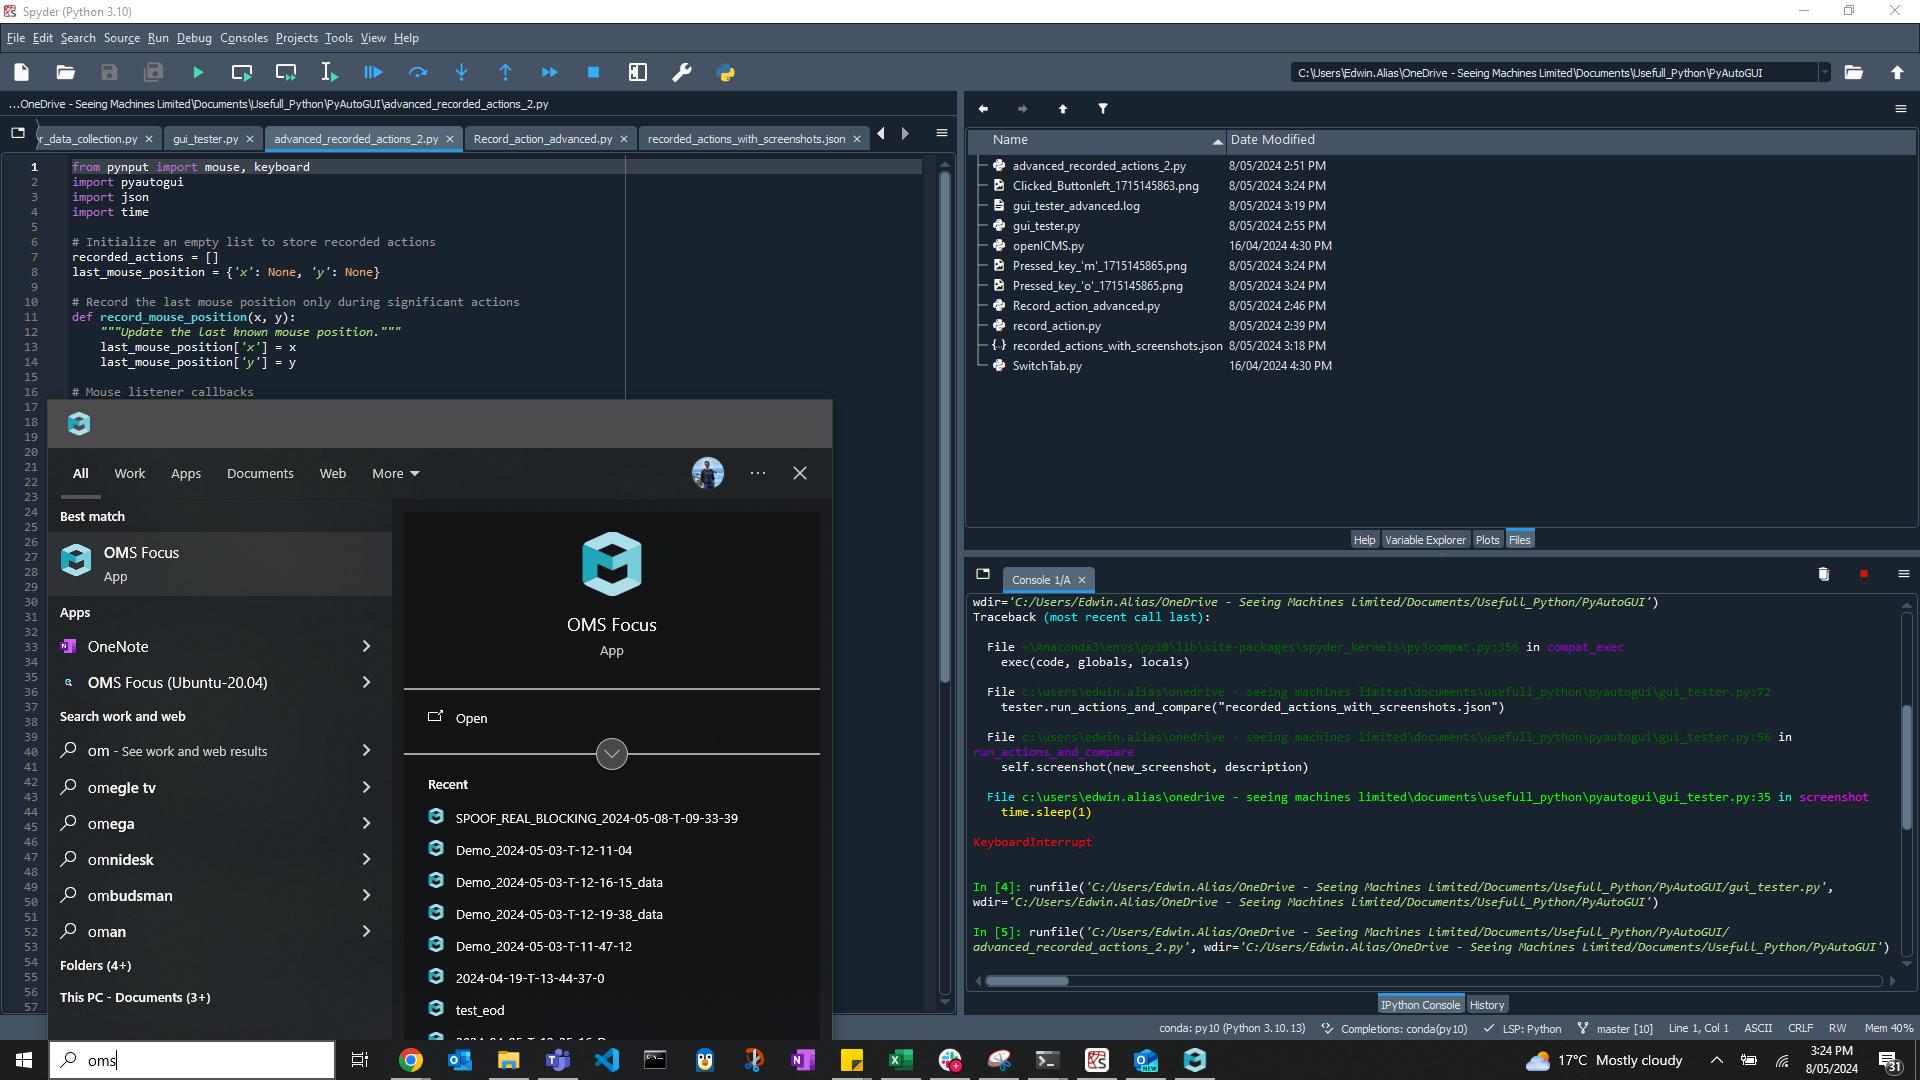 Spyder (Python 3.10)
File Edit Search Source Run Debug Consoles Projects Tools View Help
C:\Users\Edwin.Alias\OneDrive - Seeing Machines Limited\Documents\Usefull_Python\PyAutoGUI
...OneDrive - Seeing Machines Limited\Documents\Usefull_Python\PyAutoGUI\advanced_recorded_actions_2.py
r_data_collection.py gui_tester.py advanced_recorded_actions_2.py Record_action_advanced.py recorded_actions_with_screenshots.json
1 from pynput import mouse, keyboard
2 import pyautogui
3 import json
4 import time
5
6 # Initialize an empty list to store recorded actions
7 recorded_actions = []
8 last_mouse_position = {'x': None, 'y': None}
9
10 # Record the last mouse position only during significant actions
11 def record_mouse_position(x, y):
12 """Update the last known mouse position."""
13 last_mouse_position['x'] = x
14 last_mouse_position['y'] = y
15
16 # Mouse listener callbacks
17
18
19
20
21
22
23
24
25
26
27
28
29
30
31
32
33
34
35
36
37
38
39
40
41
42
43
44
45
46
47
48
49
50
51
52
53
54
55
56
57
All Work Apps Documents Web More
Best match
OMS Focus
App
Apps
OneNote
OMS Focus (Ubuntu-20.04)
Search work and web
om - See work and web results
omegle tv
omega
omnidesk
ombudsman
oman
Folders (4+)
This PC - Documents (3+)
OMS Focus
App
Open
Recent
SPOOF_REAL_BLOCKING_2024-05-08-T-09-33-39
Demo_2024-05-03-T-12-11-04
Demo_2024-05-03-T-12-16-15_data
Demo_2024-05-03-T-12-19-38_data
Demo_2024-05-03-T-11-47-12
2024-04-19-T-13-44-37-0
test_eod
Name Date Modified
advanced_recorded_actions_2.py 8/05/2024 2:51 PM
Clicked_Buttonleft_1715145863.png 8/05/2024 3:24 PM
gui_tester_advanced.log 8/05/2024 3:19 PM
gui_tester.py 8/05/2024 2:55 PM
openICMS.py 16/04/2024 4:30 PM
Pressed_key_'m'_1715145865.png 8/05/2024 3:24 PM
Pressed_key_'o'_1715145865.png 8/05/2024 3:24 PM
Record_action_advanced.py 8/05/2024 2:46 PM
record_action.py 8/05/2024 2:39 PM
recorded_actions_with_screenshots.json 8/05/2024 3:18 PM
SwitchTab.py 16/04/2024 4:30 PM
Help Variable Explorer Plots Files
Console 1/A
wdir='C:/Users/Edwin.Alias/OneDrive - Seeing Machines Limited/Documents/Usefull_Python/PyAutoGUI')
Traceback (most recent call last):
File ~\Anaconda3\envs\py10\lib\site-packages\spyder_kernels\py3compat.py:356 in compat_exec
exec(code, globals, locals)
File c:\users\edwin.alias\onedrive - seeing machines limited\documents\usefull_python\pyautogui\gui_tester.py:72
tester.run_actions_and_compare("recorded_actions_with_screenshots.json")
File c:\users\edwin.alias\onedrive - seeing machines limited\documents\usefull_python\pyautogui\gui_tester.py:56 in
run_actions_and_compare
self.screenshot(new_screenshot, description)
File c:\users\edwin.alias\onedrive - seeing machines limited\documents\usefull_python\pyautogui\gui_tester.py:35 in screenshot
time.sleep(1)
KeyboardInterrupt
In [4]: runfile('C:/Users/Edwin.Alias/OneDrive - Seeing Machines Limited/Documents/Usefull_Python/PyAutoGUI/gui_tester.py',
wdir='C:/Users/Edwin.Alias/OneDrive - Seeing Machines Limited/Documents/Usefull_Python/PyAutoGUI')
In [5]: runfile('C:/Users/Edwin.Alias/OneDrive - Seeing Machines Limited/Documents/Usefull_Python/PyAutoGUI/
advanced_recorded_actions_2.py', wdir='C:/Users/Edwin.Alias/OneDrive - Seeing Machines Limited/Documents/Usefull_Python/PyAutoGUI')
IPython Console History
conda: py10 (Python 3.10.13) Completions: conda(py10) LSP: Python master [10] Line 1, Col 1 ASCII CRLF RW Mem 40%
oms
17°C Mostly cloudy
3:24 PM
8/05/2024
31